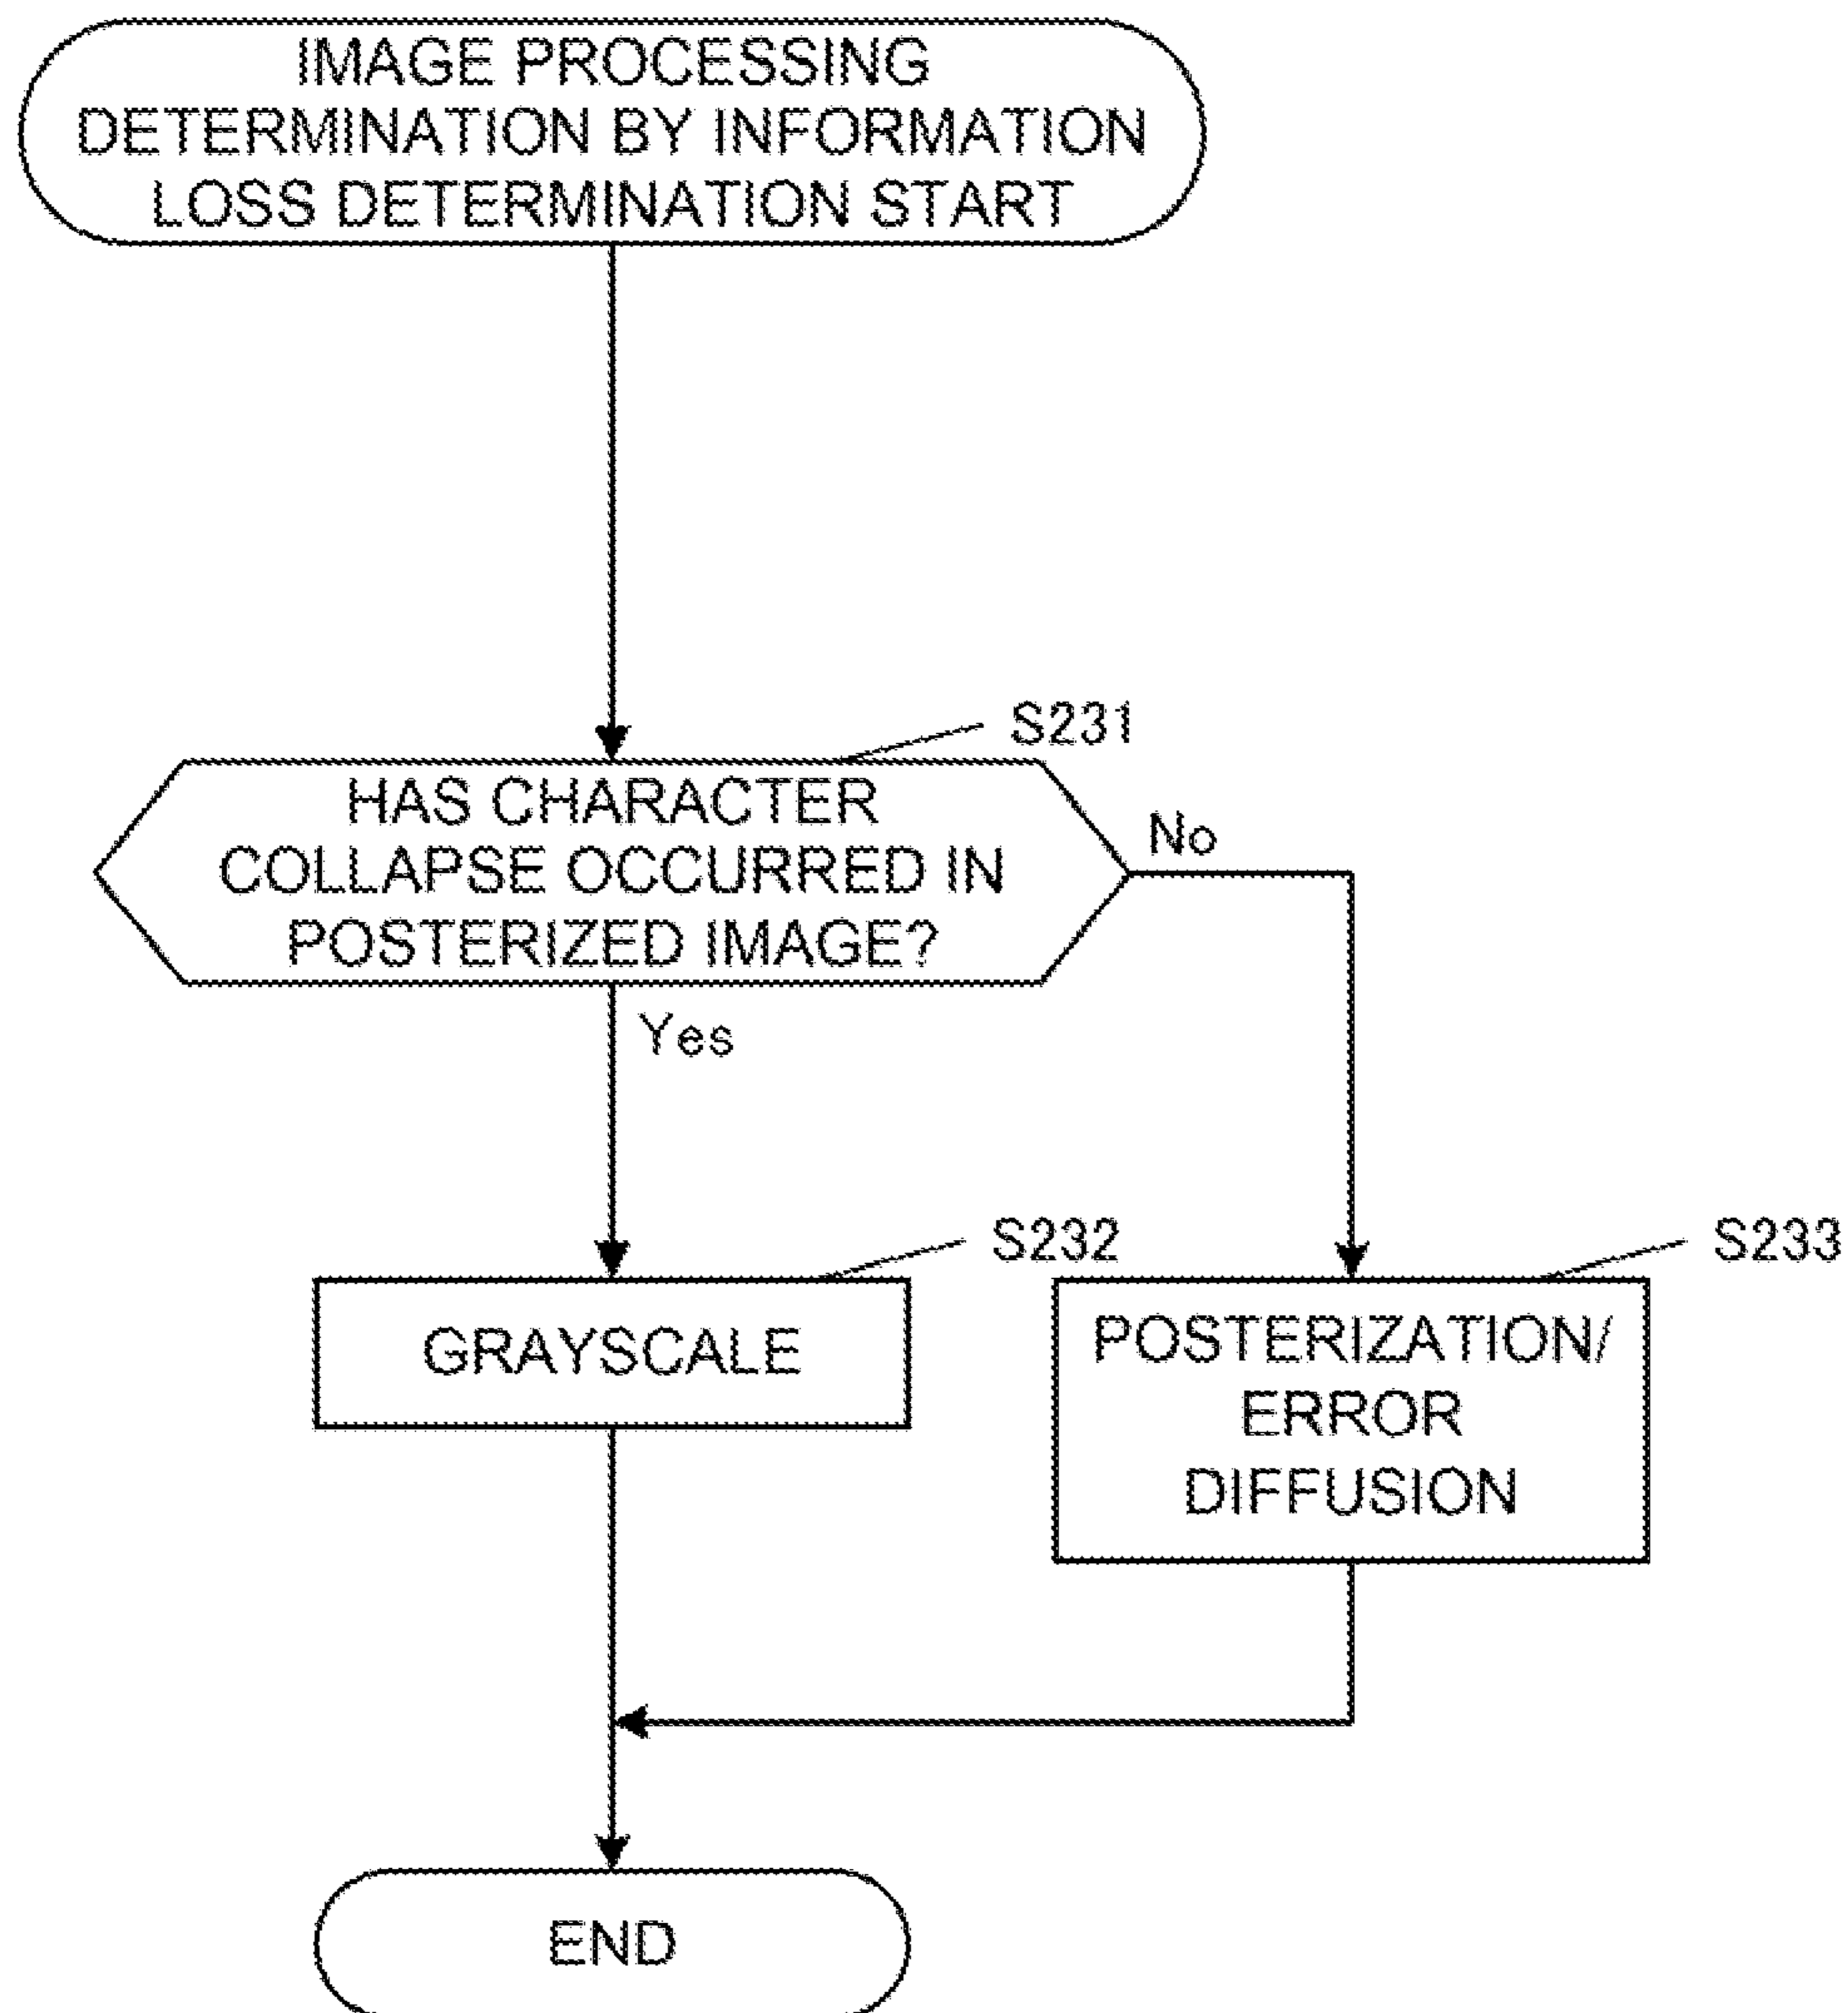 IMAGE PROCESSING
DETERMINATION BY INFORMATION
LOSS DETERMINATION START
S231
HAS CHARACTER
COLLAPSE OCCURRED IN
POSTERIZED IMAGE?
No
Yes
S232
GRAYSCALE
S233
POSTERIZATION/
ERROR
DIFFUSION
END